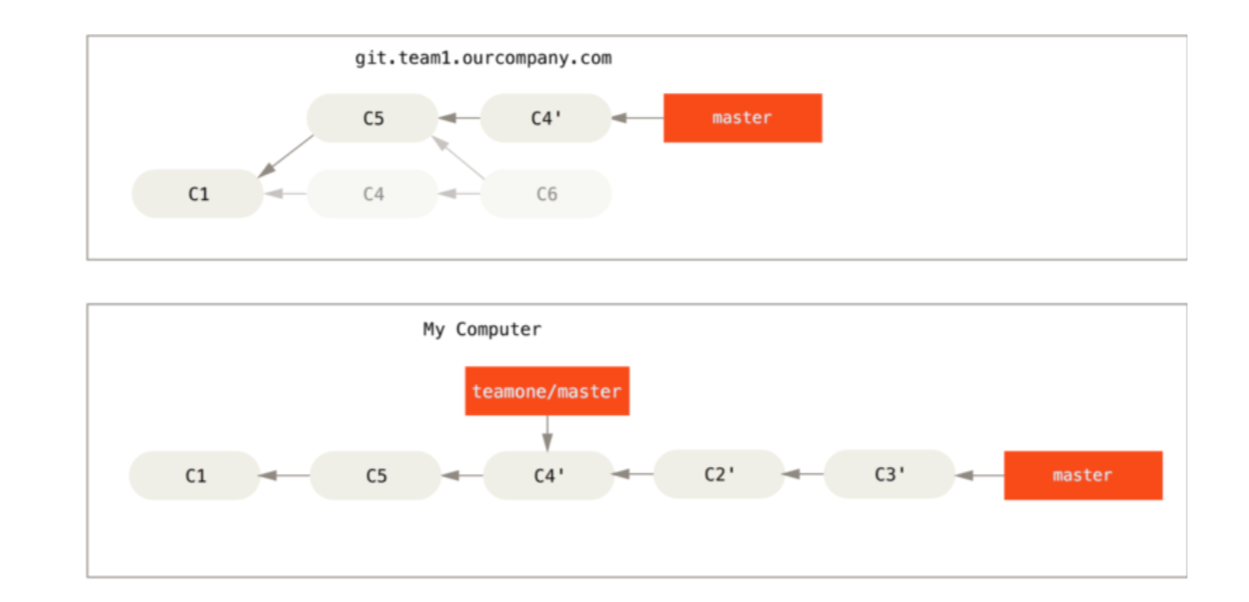 git.team1.ourcompany.com
C5 C4' master
C1 C4 C6
My Computer
teamone/master
C1 C5 C4' C2' C3' master